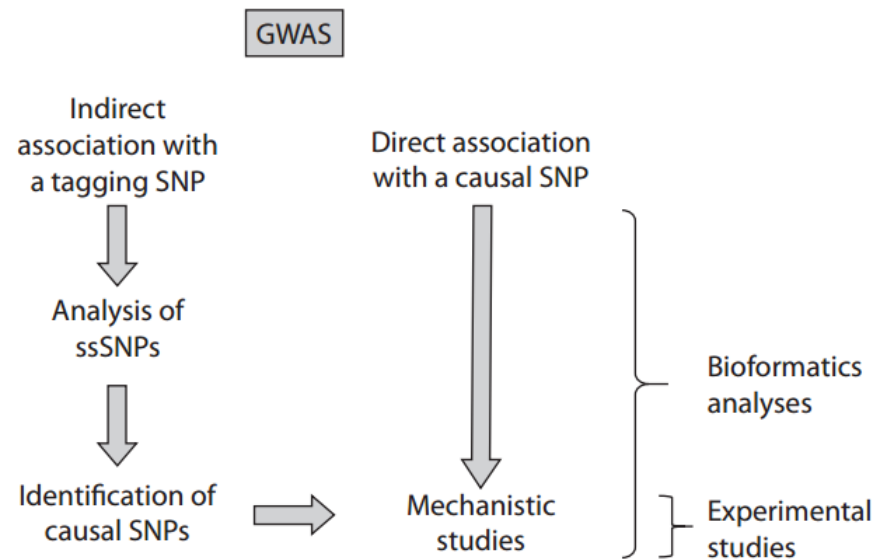 GWAS
Indirect
association with
a tagging SNP
Direct association
with a causal SNP
Analysis of
ssSNPs
Bioformatics
analyses
Identification of
causal SNPs
Mechanistic
studies
Experimental
studies